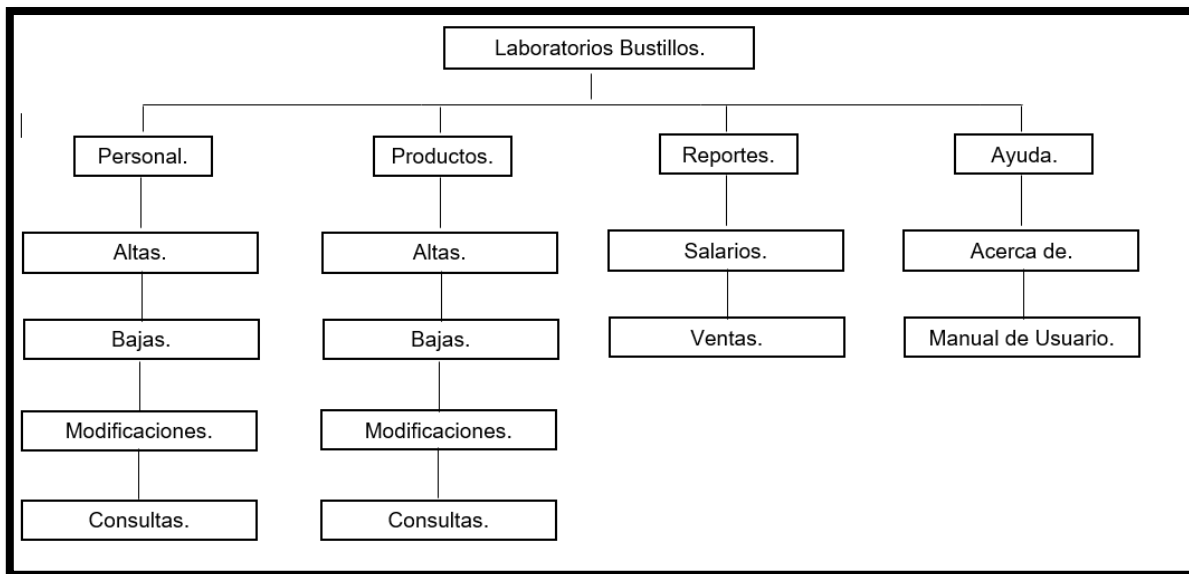 Laboratorios Bustillos.
Personal.
Productos.
Reportes.
Ayuda.
Altas.
Altas.
Salarios.
Acerca de.
Bajas.
Bajas.
Ventas.
Manual de Usuario.
Modificaciones.
Modificaciones.
Consultas.
Consultas.